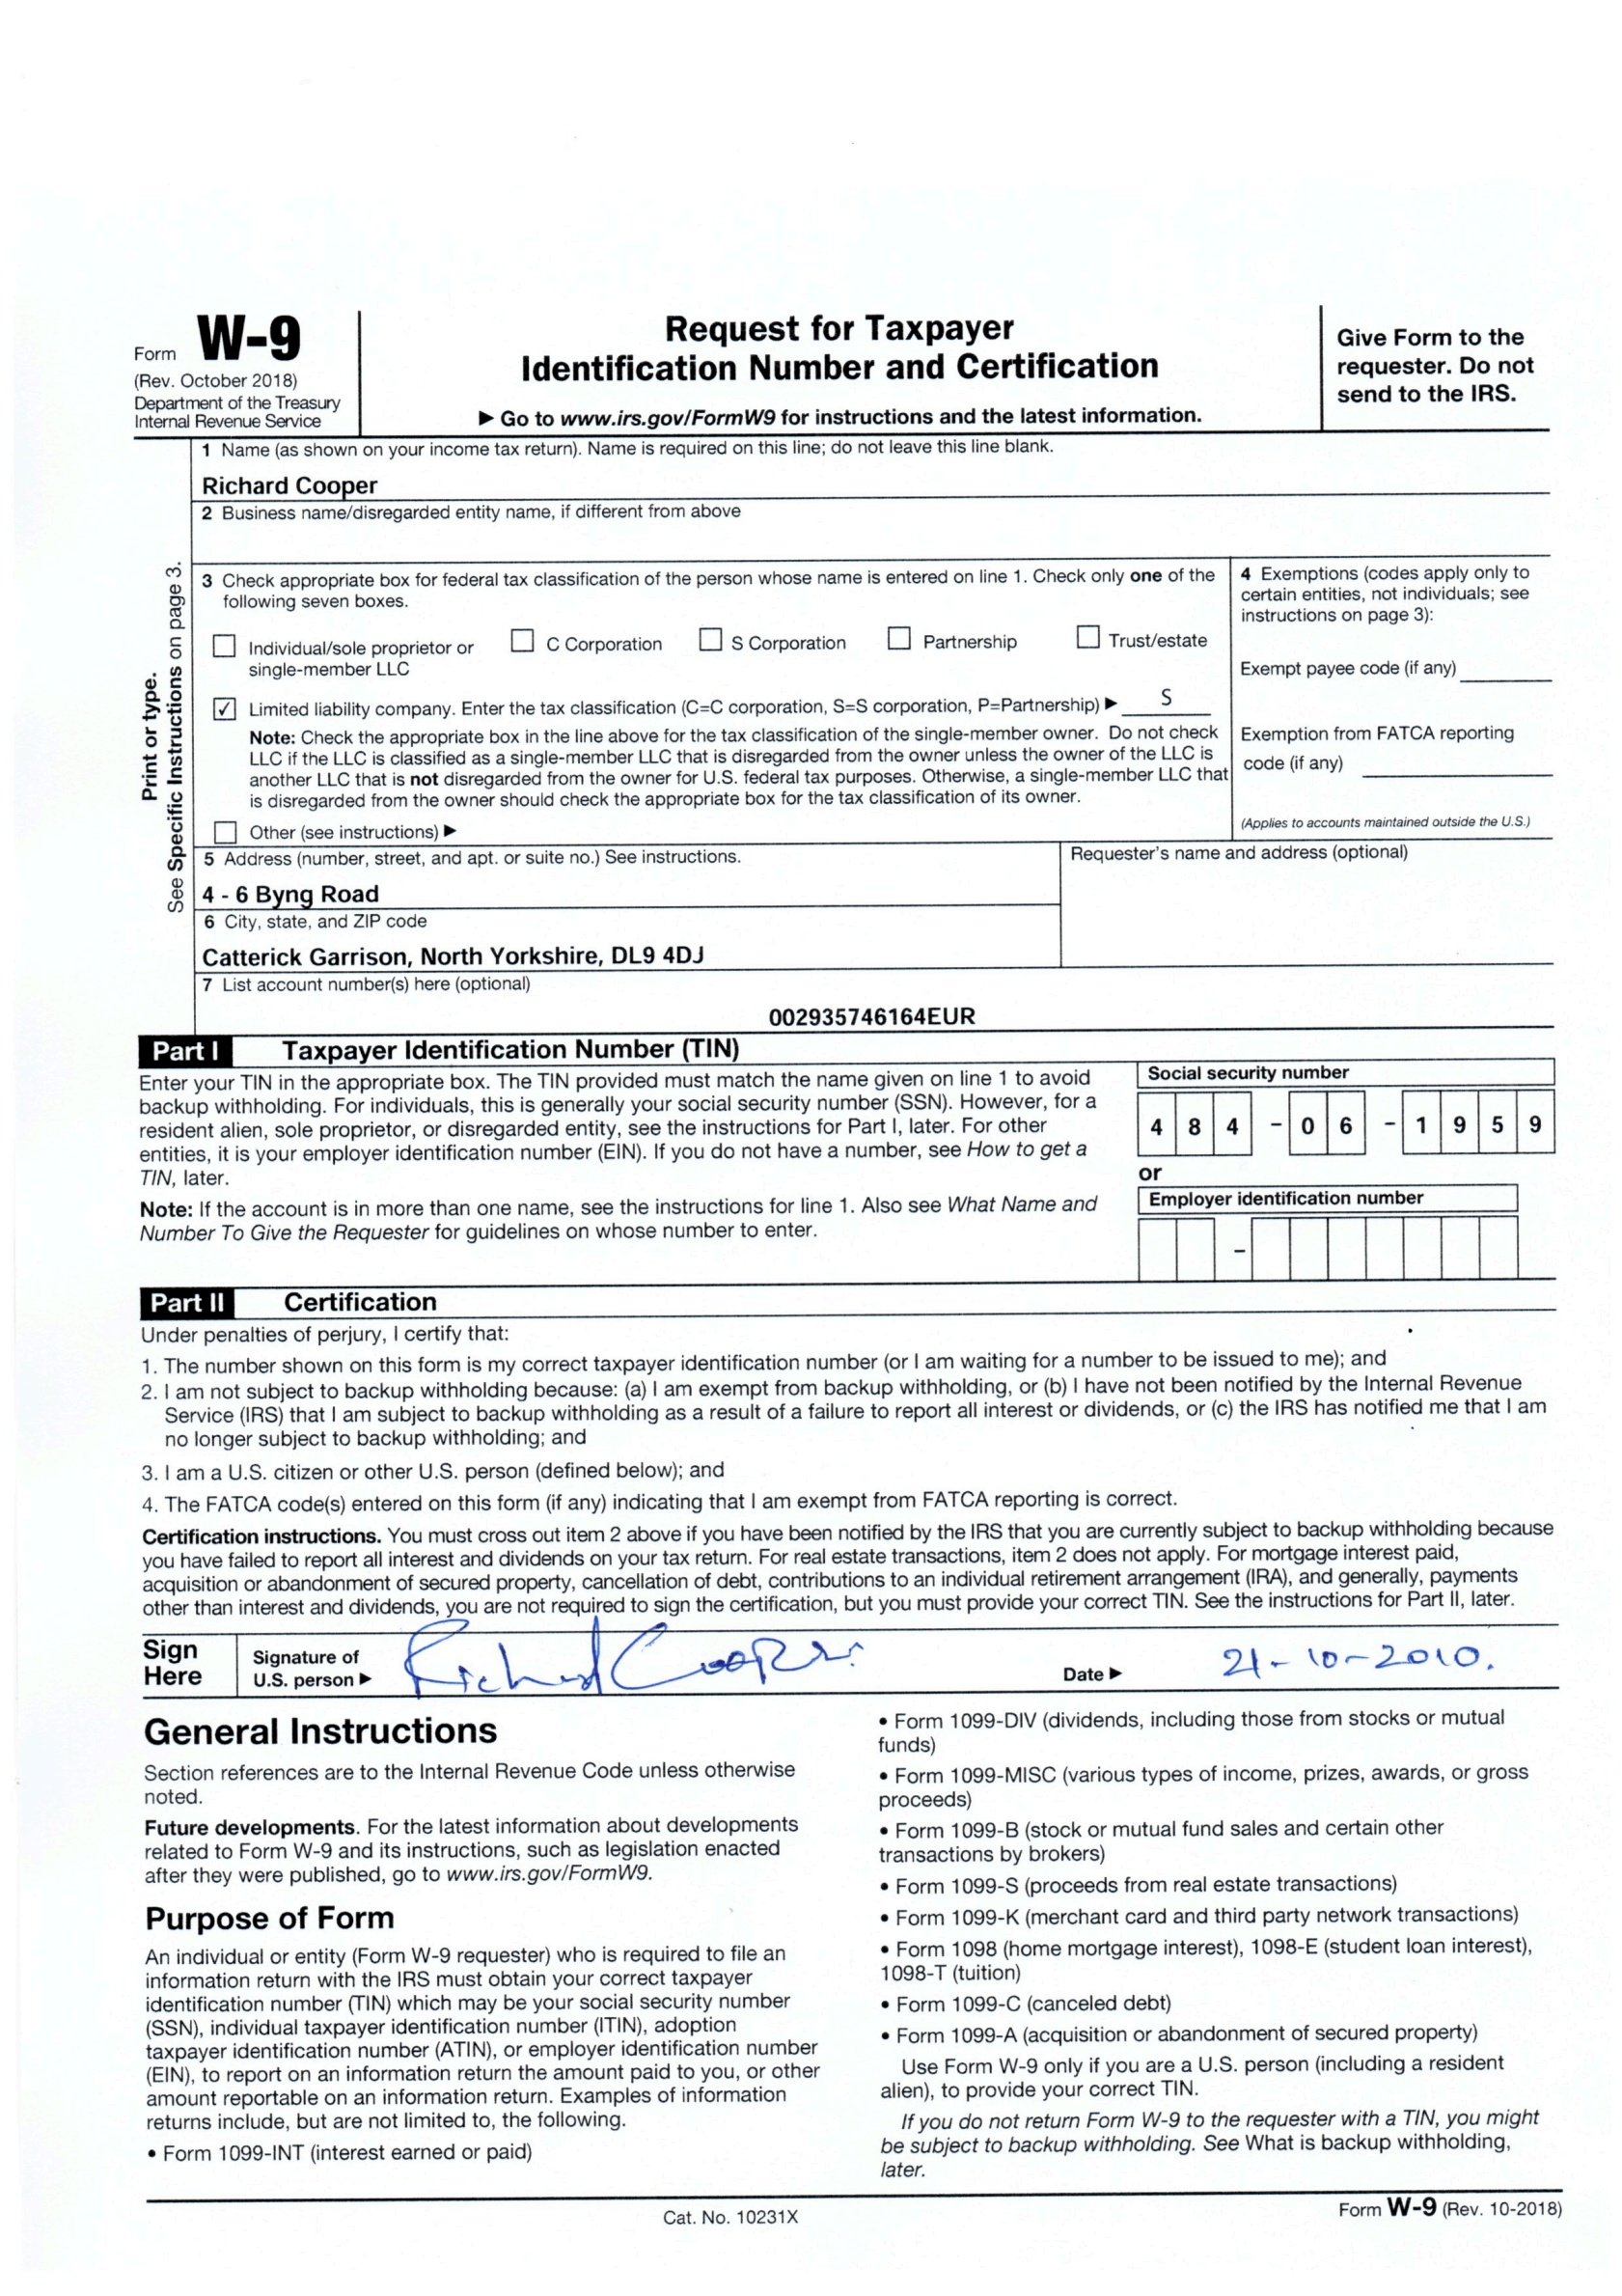 Form W-9
(Rev. October 2018)
Department of the Treasury
Internal Revenue Service
Request for Taxpayer
Identification Number and Certification
▶ Go to www.irs.gov/FormW9 for instructions and the latest information.
Give Form to the
requester. Do not
send to the IRS.
Print or type.
See Specific Instructions on page 3.
1 Name (as shown on your income tax return). Name is required on this line; do not leave this line blank.
Richard Cooper
2 Business name/disregarded entity name, if different from above
3 Check appropriate box for federal tax classification of the person whose name is entered on line 1. Check only one of the
following seven boxes.
☐ Individual/sole proprietor or
single-member LLC
☐ C Corporation
☐ S Corporation
☐ Partnership
☐ Trust/estate
☑ Limited liability company. Enter the tax classification (C=C corporation, S=S corporation, P=Partnership) ▶ S
Note: Check the appropriate box in the line above for the tax classification of the single-member owner. Do not check
LLC if the LLC is classified as a single-member LLC that is disregarded from the owner unless the owner of the LLC is
another LLC that is not disregarded from the owner for U.S. federal tax purposes. Otherwise, a single-member LLC that
is disregarded from the owner should check the appropriate box for the tax classification of its owner.
☐ Other (see instructions) ▶
4 Exemptions (codes apply only to
certain entities, not individuals; see
instructions on page 3):
Exempt payee code (if any)
Exemption from FATCA reporting
code (if any)
(Applies to accounts maintained outside the U.S.)
5 Address (number, street, and apt. or suite no.) See instructions.
4 - 6 Byng Road
6 City, state, and ZIP code
Catterick Garrison, North Yorkshire, DL9 4DJ
Requester's name and address (optional)
7 List account number(s) here (optional)
002935746164EUR
Part I Taxpayer Identification Number (TIN)
Enter your TIN in the appropriate box. The TIN provided must match the name given on line 1 to avoid
backup withholding. For individuals, this is generally your social security number (SSN). However, for a
resident alien, sole proprietor, or disregarded entity, see the instructions for Part I, later. For other
entities, it is your employer identification number (EIN). If you do not have a number, see How to get a
TIN, later.
Note: If the account is in more than one name, see the instructions for line 1. Also see What Name and
Number To Give the Requester for guidelines on whose number to enter.
Social security number
4 8 4 - 0 6 - 1 9 5 9
or
Employer identification number
-
Part II Certification
Under penalties of perjury, I certify that:
1. The number shown on this form is my correct taxpayer identification number (or I am waiting for a number to be issued to me); and
2. I am not subject to backup withholding because: (a) I am exempt from backup withholding, or (b) I have not been notified by the Internal Revenue
Service (IRS) that I am subject to backup withholding as a result of a failure to report all interest or dividends, or (c) the IRS has notified me that I am
no longer subject to backup withholding; and
3. I am a U.S. citizen or other U.S. person (defined below); and
4. The FATCA code(s) entered on this form (if any) indicating that I am exempt from FATCA reporting is correct.
Certification instructions. You must cross out item 2 above if you have been notified by the IRS that you are currently subject to backup withholding because
you have failed to report all interest and dividends on your tax return. For real estate transactions, item 2 does not apply. For mortgage interest paid,
acquisition or abandonment of secured property, cancellation of debt, contributions to an individual retirement arrangement (IRA), and generally, payments
other than interest and dividends, you are not required to sign the certification, but you must provide your correct TIN. See the instructions for Part II, later.
Sign
Here
Signature of
U.S. person ▶ Richard Cooper.
Date ▶ 21-10-2010.
General Instructions
Section references are to the Internal Revenue Code unless otherwise
noted.
Future developments. For the latest information about developments
related to Form W-9 and its instructions, such as legislation enacted
after they were published, go to www.irs.gov/FormW9.
Purpose of Form
An individual or entity (Form W-9 requester) who is required to file an
information return with the IRS must obtain your correct taxpayer
identification number (TIN) which may be your social security number
(SSN), individual taxpayer identification number (ITIN), adoption
taxpayer identification number (ATIN), or employer identification number
(EIN), to report on an information return the amount paid to you, or other
amount reportable on an information return. Examples of information
returns include, but are not limited to, the following.
• Form 1099-INT (interest earned or paid)
• Form 1099-DIV (dividends, including those from stocks or mutual
funds)
• Form 1099-MISC (various types of income, prizes, awards, or gross
proceeds)
• Form 1099-B (stock or mutual fund sales and certain other
transactions by brokers)
• Form 1099-S (proceeds from real estate transactions)
• Form 1099-K (merchant card and third party network transactions)
• Form 1098 (home mortgage interest), 1098-E (student loan interest),
1098-T (tuition)
• Form 1099-C (canceled debt)
• Form 1099-A (acquisition or abandonment of secured property)
Use Form W-9 only if you are a U.S. person (including a resident
alien), to provide your correct TIN.
If you do not return Form W-9 to the requester with a TIN, you might
be subject to backup withholding. See What is backup withholding,
later.
Cat. No. 10231X
Form W-9 (Rev. 10-2018)